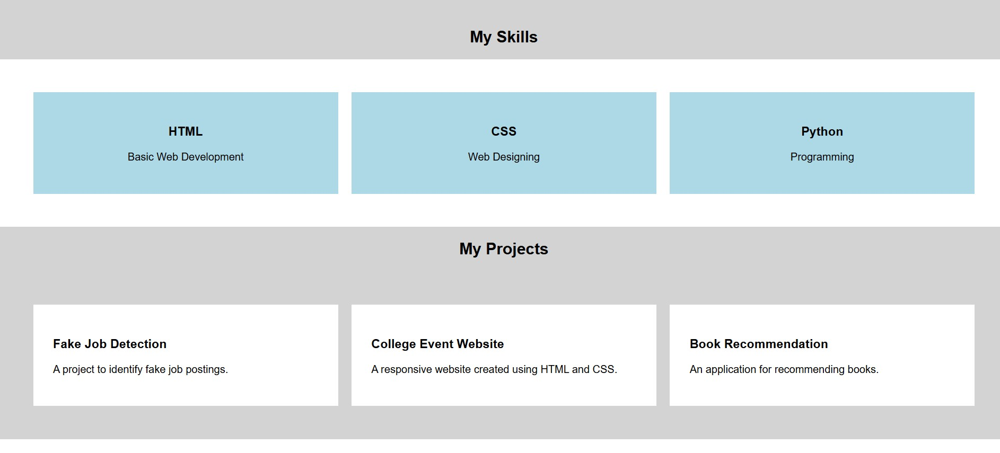 My Skills
HTML
Basic Web Development
CSS
Web Designing
Python
Programming
My Projects
Fake Job Detection
A project to identify fake job postings.
College Event Website
A responsive website created using HTML and CSS.
Book Recommendation
An application for recommending books.